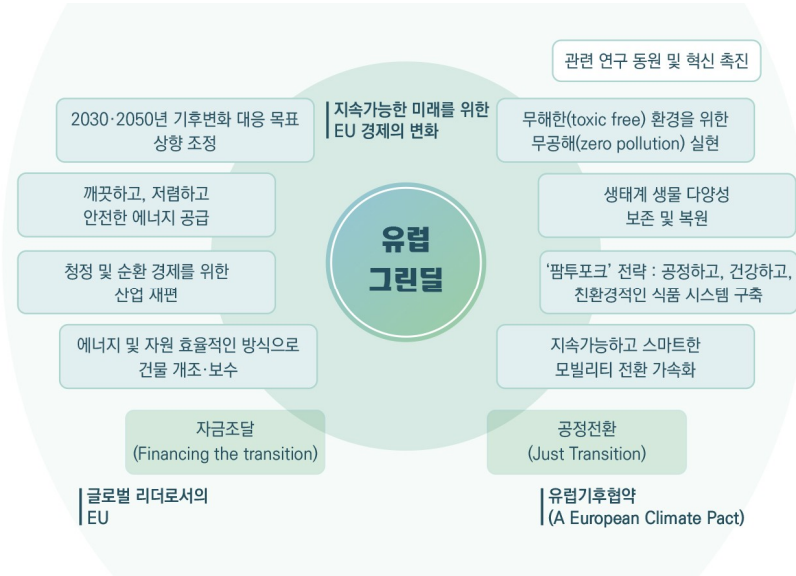 관련 연구 동원 및 혁신 촉진
지속가능한 미래를 위한
EU 경제의 변화
2030·2050년 기후변화 대응 목표
상향 조정
무해한(toxic free) 환경을 위한
무공해(zero pollution) 실현
깨끗하고, 저렴하고
안전한 에너지 공급
생태계 생물 다양성
보존 및 복원
유럽
그린딜
청정 및 순환 경제를 위한
산업 재편
‘팜투포크’ 전략 : 공정하고, 건강하고,
친환경적인 식품 시스템 구축
에너지 및 자원 효율적인 방식으로
건물 개조·보수
지속가능하고 스마트한
모빌리티 전환 가속화
자금조달
(Financing the transition)
공정전환
(Just Transition)
글로벌 리더로서의
EU
유럽기후협약
(A European Climate Pact)